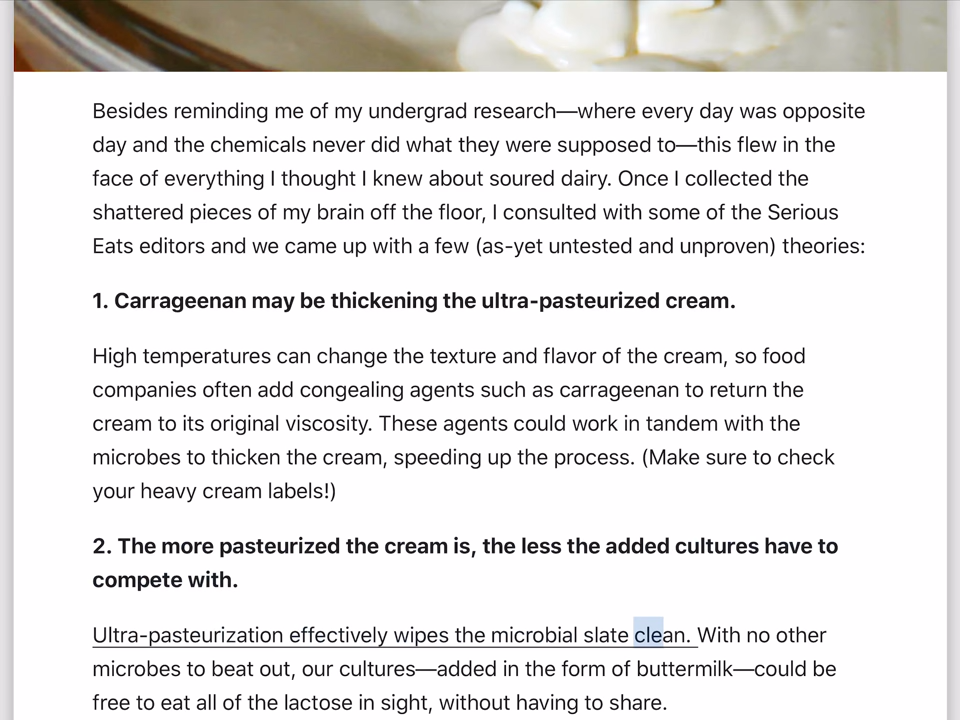 Besides reminding me of my undergrad research—where every day was opposite
day and the chemicals never did what they were supposed to—this flew in the
face of everything I thought I knew about soured dairy. Once I collected the
shattered pieces of my brain off the floor, I consulted with some of the Serious
Eats editors and we came up with a few (as-yet untested and unproven) theories:
1. Carrageenan may be thickening the ultra-pasteurized cream.
High temperatures can change the texture and flavor of the cream, so food
companies often add congealing agents such as carrageenan to return the
cream to its original viscosity. These agents could work in tandem with the
microbes to thicken the cream, speeding up the process. (Make sure to check
your heavy cream labels!)
2. The more pasteurized the cream is, the less the added cultures have to
compete with.
Ultra-pasteurization effectively wipes the microbial slate clean. With no other
microbes to beat out, our cultures—added in the form of buttermilk—could be
free to eat all of the lactose in sight, without having to share.